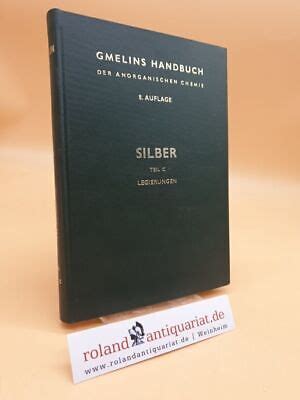 GMELINS HANDBUCH
DER ANORGANISCHEN CHEMIE
8. AUFLAGE
SILBER
TEIL C
LEGIERUNGEN
roland antiquariat.de
www.rolandantiquariat.de || Weinheim